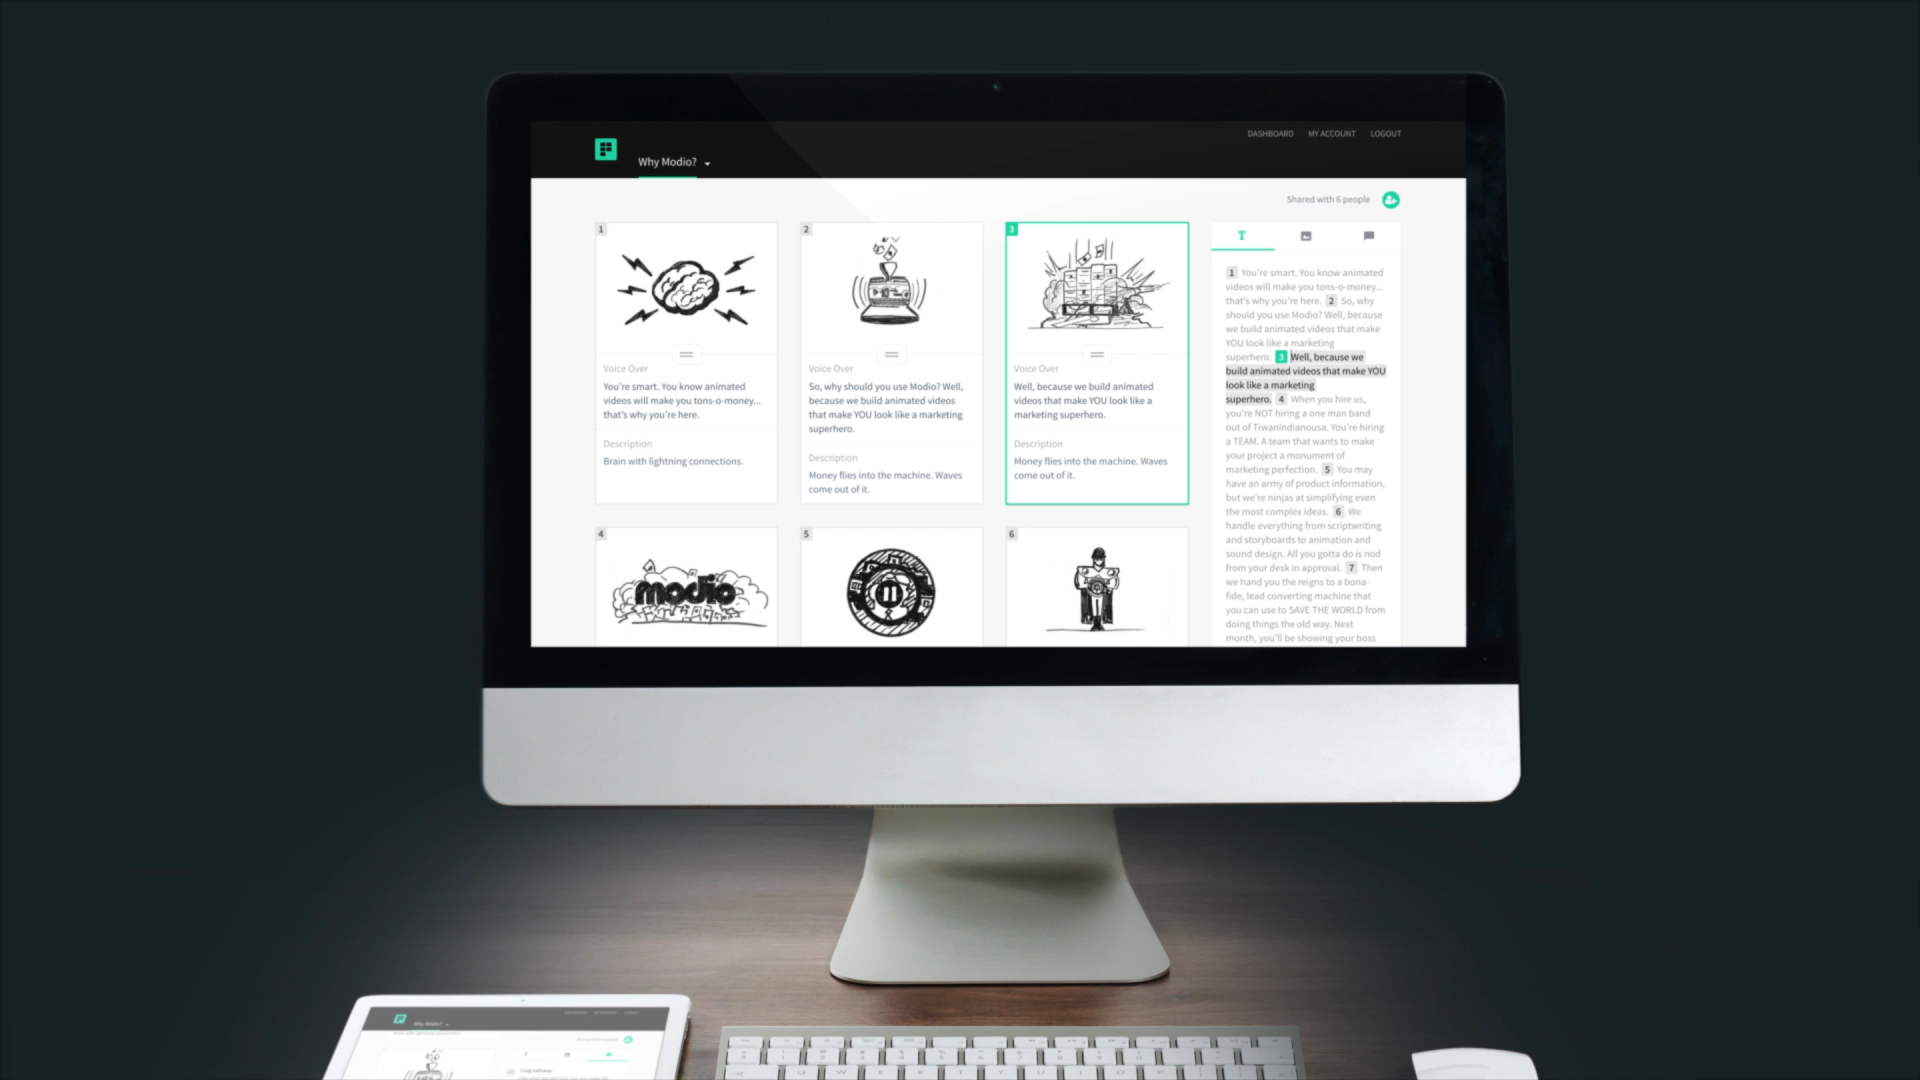 DASHBOARD MY ACCOUNT LOGOUT
Why Modio?
Shared with 6 people
1
2
3
Voice Over
You're smart. You know animated
videos will make you tons-o-money...
that's why you're here.
Description
Brain with lightning connections.
Voice Over
So, why should you use Modio? Well,
because we build animated videos
that make YOU look like a marketing
superhero.
Description
Money flies into the machine. Waves
come out of it.
Voice Over
Well, because we build animated
videos that make YOU look like a
marketing superhero.
Description
Money flies into the machine. Waves
come out of it.
4
modio
5
6
T
1 You're smart. You know animated
videos will make you tons-o-money...
that's why you're here. 2 So, why
should you use Modio? Well, because
we build animated videos that make
YOU look like a marketing
superhero. 3 Well, because we
build animated videos that make YOU
look like a marketing
superhero. 4 When you hire us,
you're NOT hiring a one man band
out of Tiwanindianousa. You're hiring
a TEAM. A team that wants to make
your project a monument of
marketing perfection. 5 You may
have an army of product information,
but we're ninjas at simplifying even
the most complex ideas. 6 We
handle everything from scriptwriting
and storyboards to animation and
sound design. All you gotta do is nod
from your desk in approval. 7 Then
we hand you the reigns to a bona-
fide, lead converting machine that
you can use to SAVE THE WORLD from
doing things the old way. Next
month, you'll be showing your boss
Why Modio?
Q W E R T Y U I O P